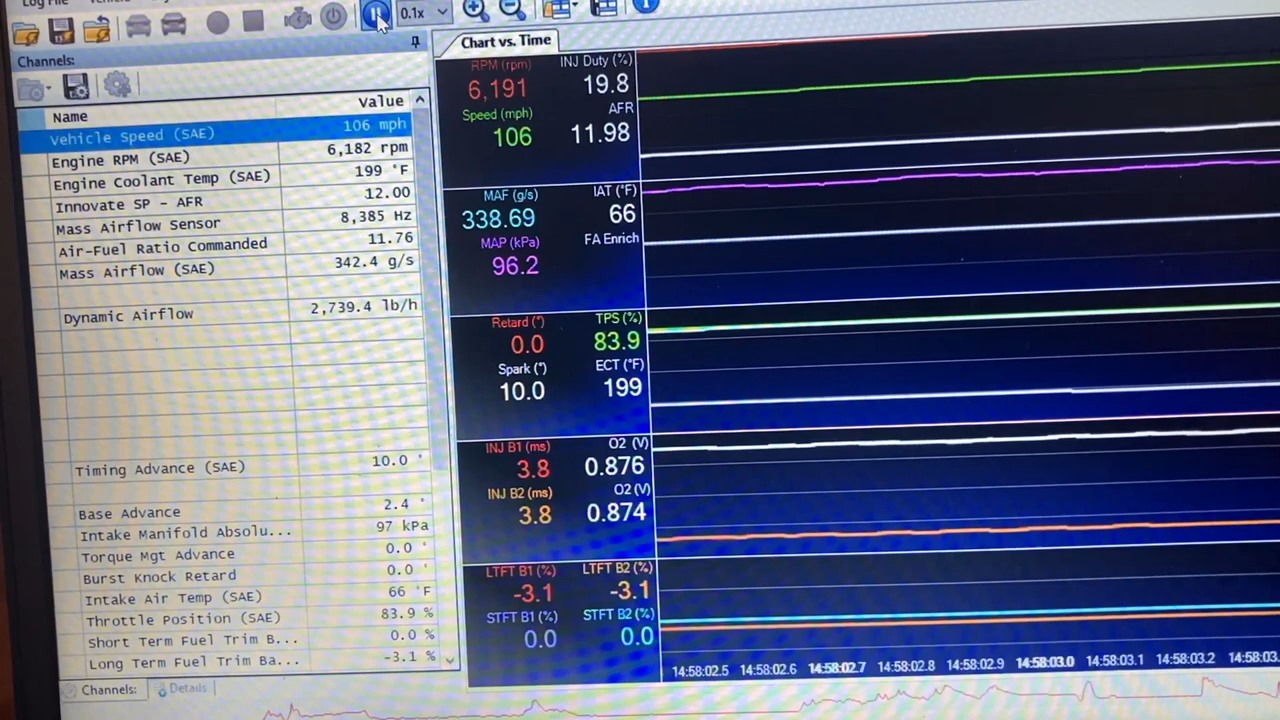 Log File
0.1x
Channels:
Chart vs. Time
Name Value
Vehicle Speed (SAE) 106 mph
Engine RPM (SAE) 6,182 rpm
Engine Coolant Temp (SAE) 199 °F
Innovate SP - AFR 12.00
Mass Airflow Sensor 8,385 Hz
Air-Fuel Ratio Commanded 11.76
Mass Airflow (SAE) 342.4 g/s
Dynamic Airflow 2,739.4 lb/h
Timing Advance (SAE) 10.0 °
Base Advance 2.4 °
Intake Manifold Absolu... 97 kPa
Torque Mgt Advance 0.0 °
Burst Knock Retard 0.0 °
Intake Air Temp (SAE) 66 °F
Throttle Position (SAE) 83.9 %
Short Term Fuel Trim B... 0.0 %
Long Term Fuel Trim Ba... -3.1 %
Channels: Details
RPM (rpm) INJ Duty (%)
6,191 19.8
Speed (mph) AFR
106 11.98
MAF (g/s) IAT (°F)
338.69 66
MAP (kPa) FA Enrich
96.2
Retard (°) TPS (%)
0.0 83.9
Spark (°) ECT (°F)
10.0 199
INJ B1 (ms) O2 (V)
3.8 0.876
INJ B2 (ms) O2 (V)
3.8 0.874
LTFT B1 (%) LTFT B2 (%)
-3.1 -3.1
STFT B1 (%) STFT B2 (%)
0.0 0.0
14:58:02.5 14:58:02.6 14:58:02.7 14:58:02.8 14:58:02.9 14:58:03.0 14:58:03.1 14:58:03.2 14:58:03.